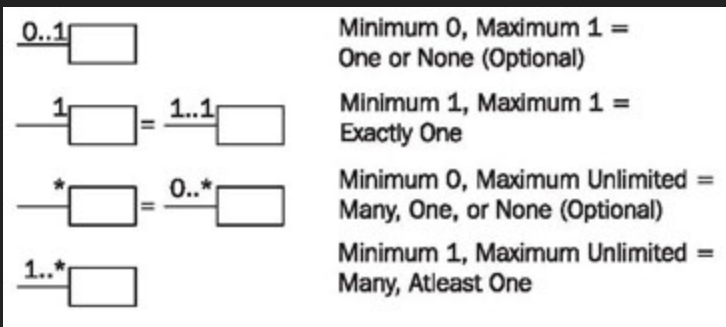 0..1
Minimum 0, Maximum 1 =
One or None (Optional)
1 = 1..1
Minimum 1, Maximum 1 =
Exactly One
* = 0..*
Minimum 0, Maximum Unlimited =
Many, One, or None (Optional)
1..*
Minimum 1, Maximum Unlimited =
Many, Atleast One